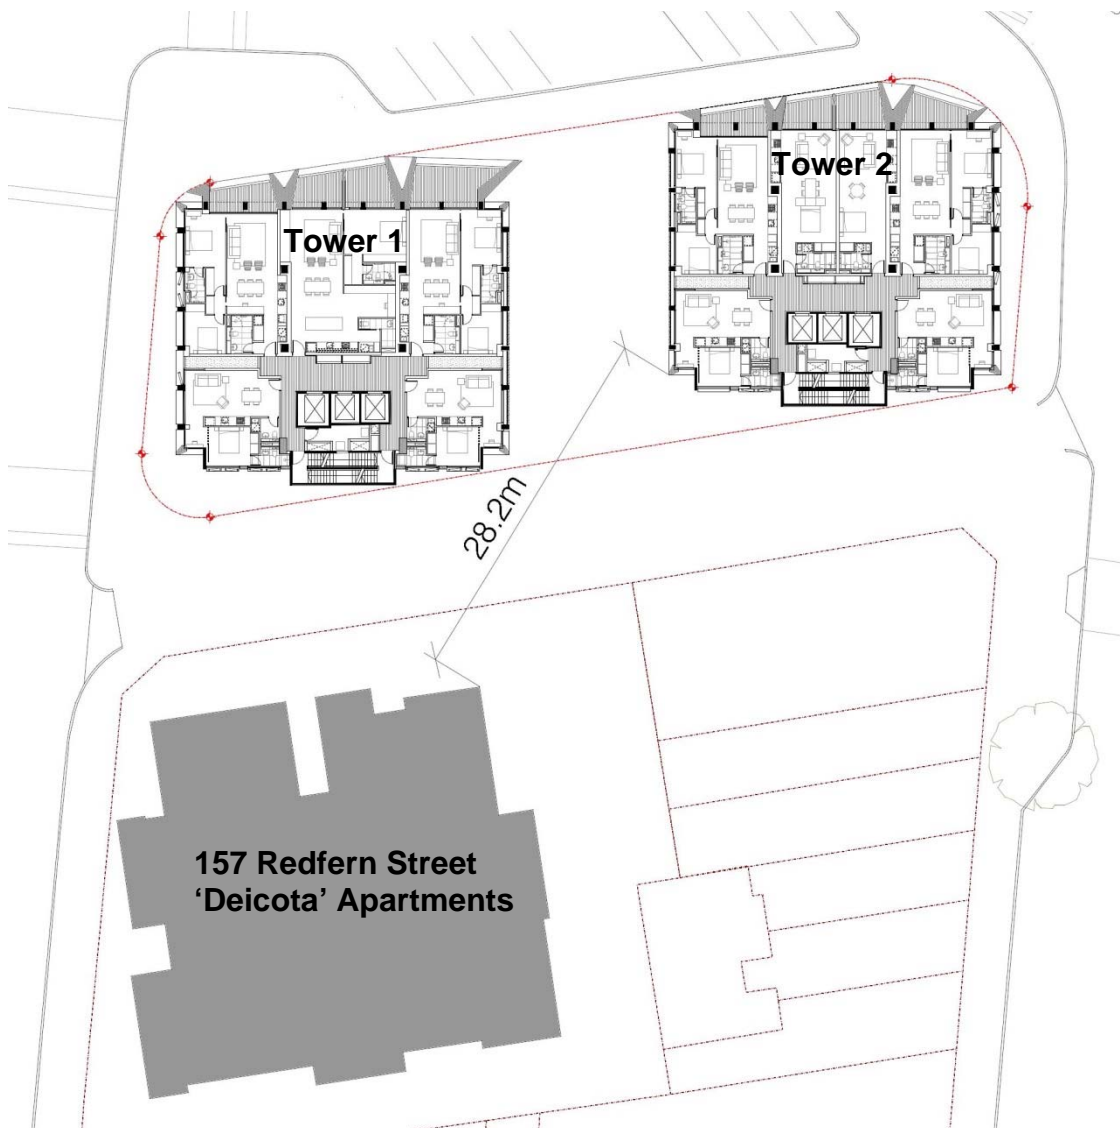 Tower 2
Tower 1
28.2m
157 Redfern Street
‘Deicota’ Apartments